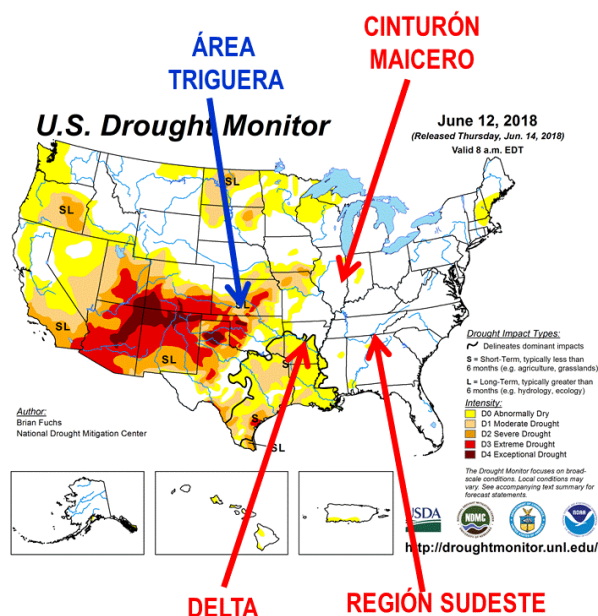 ÁREA
TRIGUERA
CINTURÓN
MAICERO
U.S. Drought Monitor
June 12, 2018
(Released Thursday, Jun. 14, 2018)
Valid 8 a.m. EDT
SL
SL
SL
SL
SL
S
S
SL
Drought Impact Types:
Delineates dominant impacts
S = Short-Term, typically less than
6 months (e.g. agriculture, grasslands)
L = Long-Term, typically greater than
6 months (e.g. hydrology, ecology)
Intensity:
D0 Abnormally Dry
D1 Moderate Drought
D2 Severe Drought
D3 Extreme Drought
D4 Exceptional Drought
Author:
Brian Fuchs
National Drought Mitigation Center
The Drought Monitor focuses on broad-
scale conditions. Local conditions may
vary. See accompanying text summary for
forecast statements.
USDA
NDMC
NOAA
http://droughtmonitor.unl.edu/
DELTA
REGIÓN SUDESTE